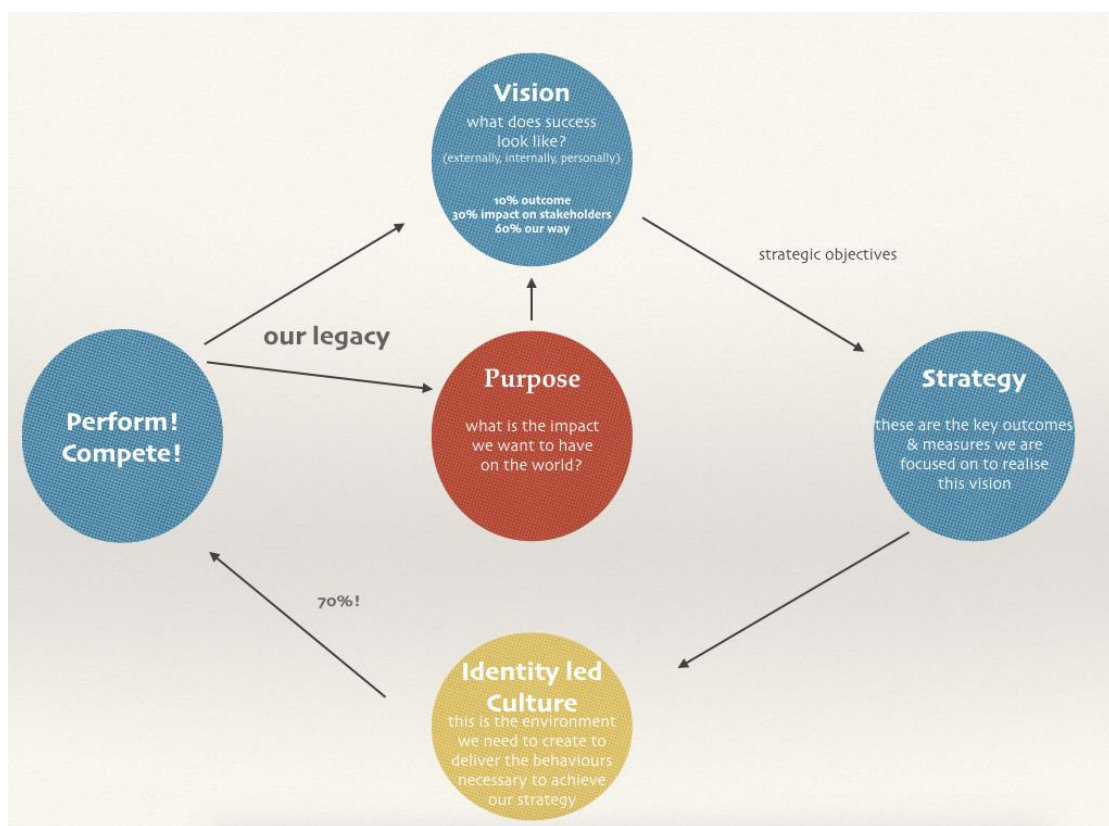 Vision
what does success
look like?
(externally, internally, personally)
10% outcome
30% impact on stakeholders
60% our way
strategic objectives
our legacy
Perform!
Compete!
Purpose
what is the impact
we want to have
on the world?
Strategy
these are the key outcomes
& measures we are
focused on to realise
this vision
70%!
Identity led
Culture
this is the environment
we need to create to
deliver the behaviours
necessary to achieve
our strategy